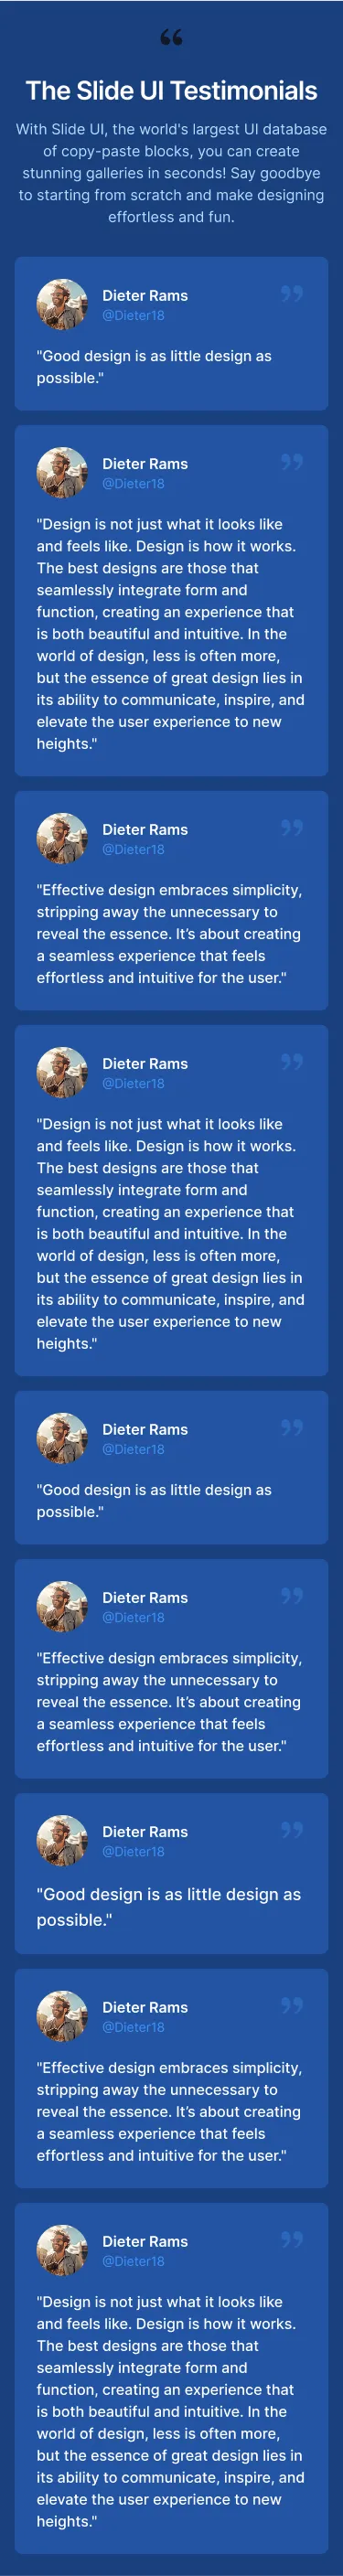 “
The Slide UI Testimonials
With Slide UI, the world's largest UI database
of copy-paste blocks, you can create
stunning galleries in seconds! Say goodbye
to starting from scratch and make designing
effortless and fun.
Dieter Rams
”
@Dieter18
"Good design is as little design as
possible."
Dieter Rams
”
@Dieter18
"Design is not just what it looks like
and feels like. Design is how it works.
The best designs are those that
seamlessly integrate form and
function, creating an experience that
is both beautiful and intuitive. In the
world of design, less is often more,
but the essence of great design lies in
its ability to communicate, inspire, and
elevate the user experience to new
heights."
Dieter Rams
”
@Dieter18
"Effective design embraces simplicity,
stripping away the unnecessary to
reveal the essence. It’s about creating
a seamless experience that feels
effortless and intuitive for the user."
Dieter Rams
”
@Dieter18
"Design is not just what it looks like
and feels like. Design is how it works.
The best designs are those that
seamlessly integrate form and
function, creating an experience that
is both beautiful and intuitive. In the
world of design, less is often more,
but the essence of great design lies in
its ability to communicate, inspire, and
elevate the user experience to new
heights."
Dieter Rams
”
@Dieter18
"Good design is as little design as
possible."
Dieter Rams
”
@Dieter18
"Effective design embraces simplicity,
stripping away the unnecessary to
reveal the essence. It’s about creating
a seamless experience that feels
effortless and intuitive for the user."
Dieter Rams
”
@Dieter18
"Good design is as little design as
possible."
Dieter Rams
”
@Dieter18
"Effective design embraces simplicity,
stripping away the unnecessary to
reveal the essence. It’s about creating
a seamless experience that feels
effortless and intuitive for the user."
Dieter Rams
”
@Dieter18
"Design is not just what it looks like
and feels like. Design is how it works.
The best designs are those that
seamlessly integrate form and
function, creating an experience that
is both beautiful and intuitive. In the
world of design, less is often more,
but the essence of great design lies in
its ability to communicate, inspire, and
elevate the user experience to new
heights."